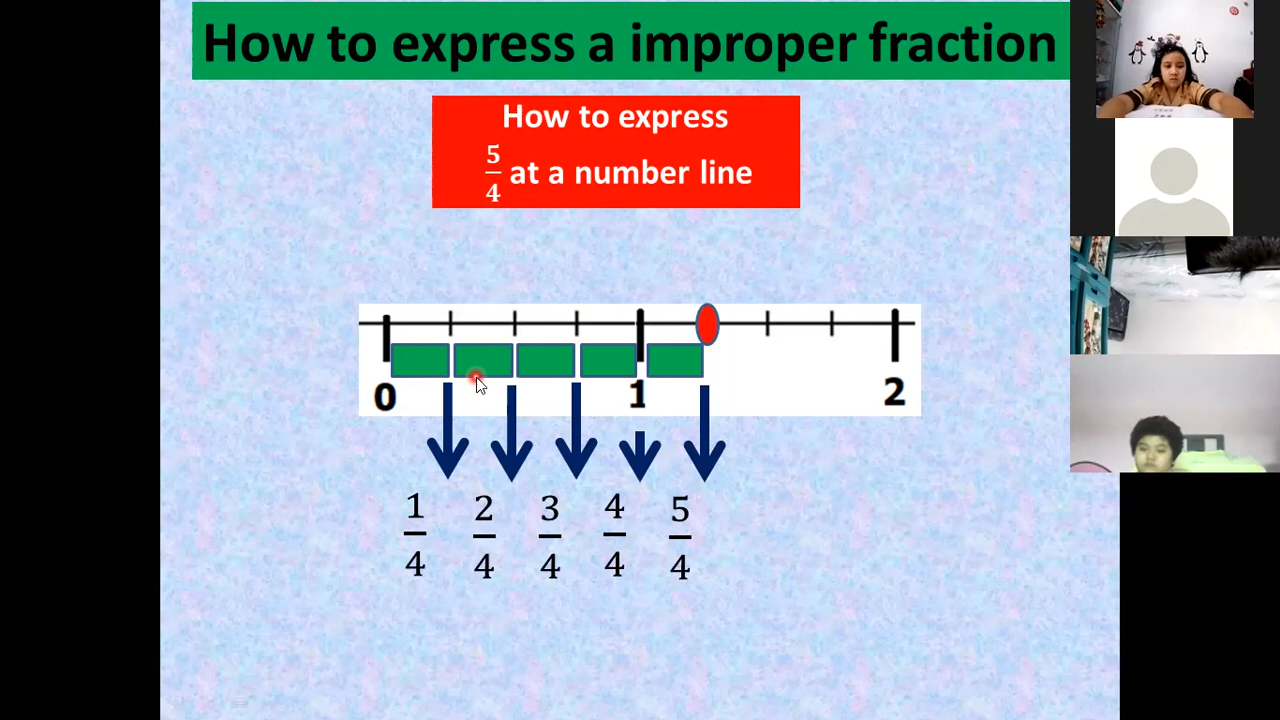 How to express a improper fraction
How to express
5/4 at a number line
0 1 2
1/4 2/4 3/4 4/4 5/4